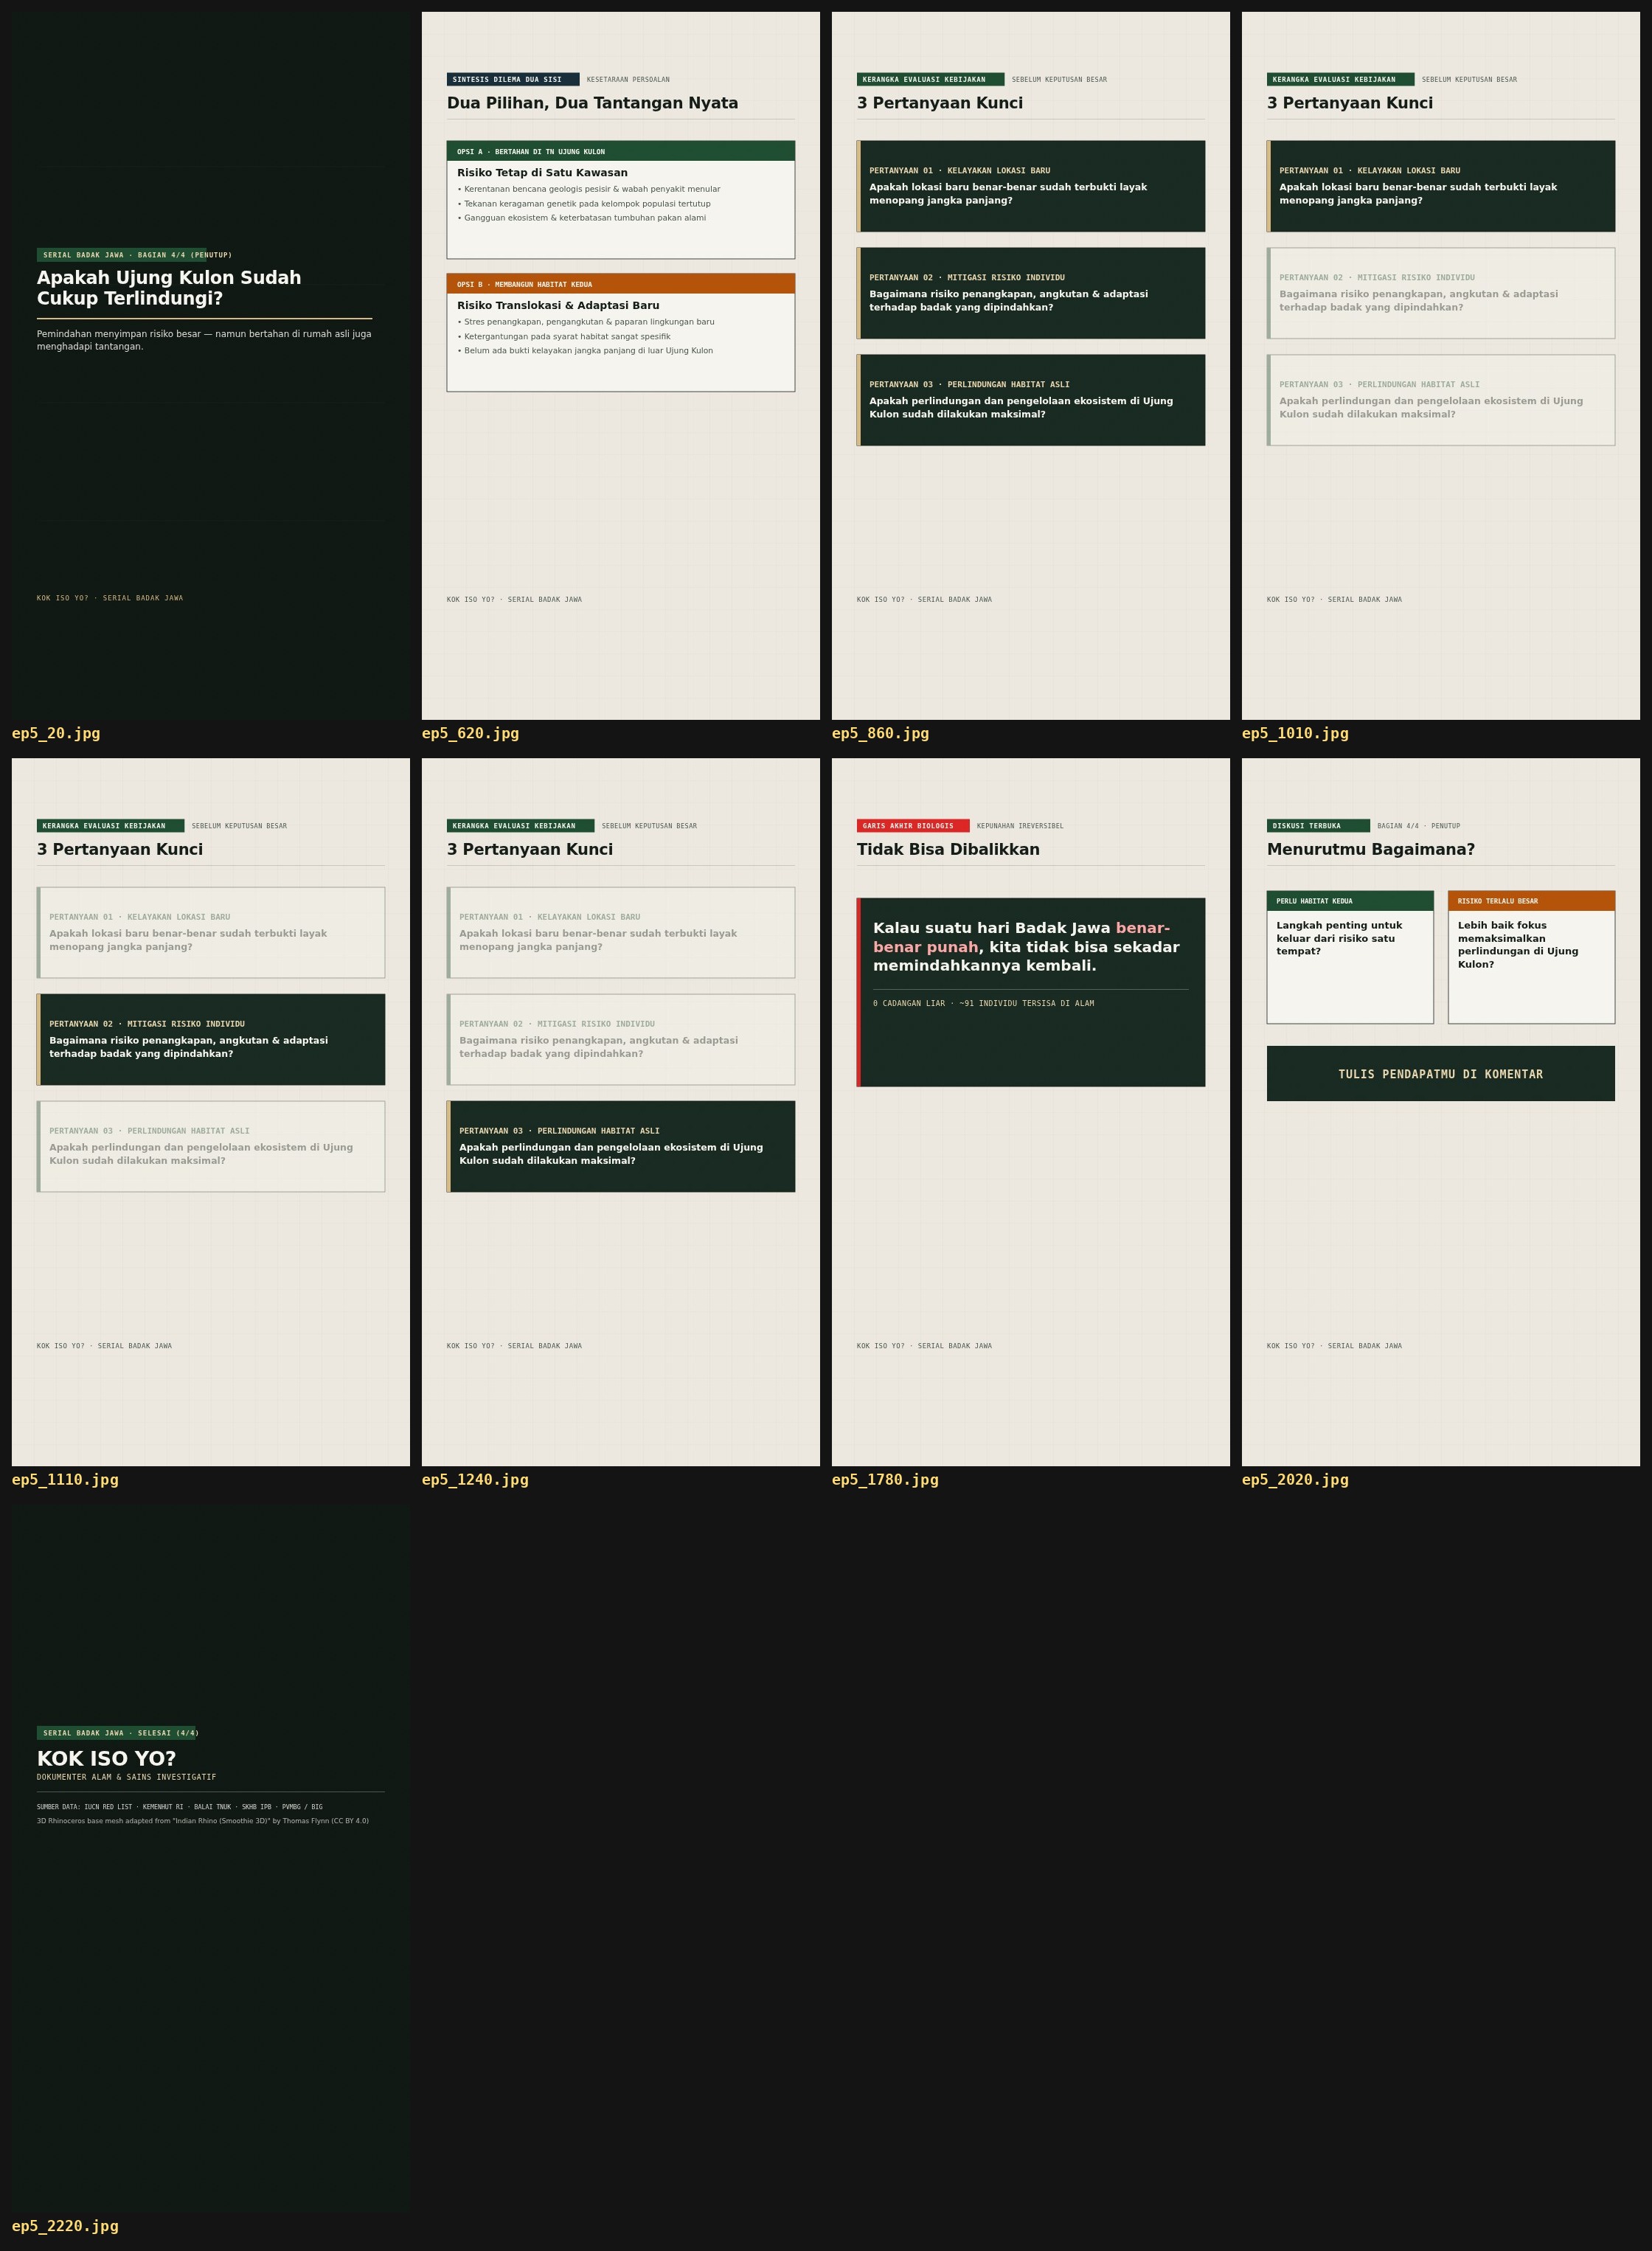 SERIAL BADAK JAWA · BAGIAN 4/4 (PENUTUP)
Apakah Ujung Kulon Sudah
Cukup Terlindungi?
Pemindahan menyimpan risiko besar — namun bertahan di rumah asli juga
menghadapi tantangan.
KOK ISO YO? · SERIAL BADAK JAWA
ep5_20.jpg
SINTESIS DILEMA DUA SISI KESETARAAN PERSOALAN
Dua Pilihan, Dua Tantangan Nyata
OPSI A · BERTAHAN DI TN UJUNG KULON
Risiko Tetap di Satu Kawasan
• Kerentanan bencana geologis pesisir & wabah penyakit menular
• Tekanan keragaman genetik pada kelompok populasi tertutup
• Gangguan ekosistem & keterbatasan tumbuhan pakan alami
OPSI B · MEMBANGUN HABITAT KEDUA
Risiko Translokasi & Adaptasi Baru
• Stres penangkapan, pengangkutan & paparan lingkungan baru
• Ketergantungan pada syarat habitat sangat spesifik
• Belum ada bukti kelayakan jangka panjang di luar Ujung Kulon
KOK ISO YO? · SERIAL BADAK JAWA
ep5_620.jpg
KERANGKA EVALUASI KEBIJAKAN SEBELUM KEPUTUSAN BESAR
3 Pertanyaan Kunci
PERTANYAAN 01 · KELAYAKAN LOKASI BARU
Apakah lokasi baru benar-benar sudah terbukti layak
menopang jangka panjang?
PERTANYAAN 02 · MITIGASI RISIKO INDIVIDU
Bagaimana risiko penangkapan, angkutan & adaptasi
terhadap badak yang dipindahkan?
PERTANYAAN 03 · PERLINDUNGAN HABITAT ASLI
Apakah perlindungan dan pengelolaan ekosistem di Ujung
Kulon sudah dilakukan maksimal?
KOK ISO YO? · SERIAL BADAK JAWA
ep5_860.jpg
KERANGKA EVALUASI KEBIJAKAN SEBELUM KEPUTUSAN BESAR
3 Pertanyaan Kunci
PERTANYAAN 01 · KELAYAKAN LOKASI BARU
Apakah lokasi baru benar-benar sudah terbukti layak
menopang jangka panjang?
PERTANYAAN 02 · MITIGASI RISIKO INDIVIDU
Bagaimana risiko penangkapan, angkutan & adaptasi
terhadap badak yang dipindahkan?
PERTANYAAN 03 · PERLINDUNGAN HABITAT ASLI
Apakah perlindungan dan pengelolaan ekosistem di Ujung
Kulon sudah dilakukan maksimal?
KOK ISO YO? · SERIAL BADAK JAWA
ep5_1010.jpg
KERANGKA EVALUASI KEBIJAKAN SEBELUM KEPUTUSAN BESAR
3 Pertanyaan Kunci
PERTANYAAN 01 · KELAYAKAN LOKASI BARU
Apakah lokasi baru benar-benar sudah terbukti layak
menopang jangka panjang?
PERTANYAAN 02 · MITIGASI RISIKO INDIVIDU
Bagaimana risiko penangkapan, angkutan & adaptasi
terhadap badak yang dipindahkan?
PERTANYAAN 03 · PERLINDUNGAN HABITAT ASLI
Apakah perlindungan dan pengelolaan ekosistem di Ujung
Kulon sudah dilakukan maksimal?
KOK ISO YO? · SERIAL BADAK JAWA
ep5_1110.jpg
KERANGKA EVALUASI KEBIJAKAN SEBELUM KEPUTUSAN BESAR
3 Pertanyaan Kunci
PERTANYAAN 01 · KELAYAKAN LOKASI BARU
Apakah lokasi baru benar-benar sudah terbukti layak
menopang jangka panjang?
PERTANYAAN 02 · MITIGASI RISIKO INDIVIDU
Bagaimana risiko penangkapan, angkutan & adaptasi
terhadap badak yang dipindahkan?
PERTANYAAN 03 · PERLINDUNGAN HABITAT ASLI
Apakah perlindungan dan pengelolaan ekosistem di Ujung
Kulon sudah dilakukan maksimal?
KOK ISO YO? · SERIAL BADAK JAWA
ep5_1240.jpg
GARIS AKHIR BIOLOGIS KEPUNAHAN IREVERSIBEL
Tidak Bisa Dibalikkan
Kalau suatu hari Badak Jawa benar-
benar punah, kita tidak bisa sekadar
memindahkannya kembali.
0 CADANGAN LIAR · ~91 INDIVIDU TERSISA DI ALAM
KOK ISO YO? · SERIAL BADAK JAWA
ep5_1780.jpg
DISKUSI TERBUKA BAGIAN 4/4 · PENUTUP
Menurutmu Bagaimana?
PERLU HABITAT KEDUA
Langkah penting untuk
keluar dari risiko satu
tempat?
RISIKO TERLALU BESAR
Lebih baik fokus
memaksimalkan
perlindungan di Ujung
Kulon?
TULIS PENDAPATMU DI KOMENTAR
KOK ISO YO? · SERIAL BADAK JAWA
ep5_2020.jpg
SERIAL BADAK JAWA · SELESAI (4/4)
KOK ISO YO?
DOKUMENTER ALAM & SAINS INVESTIGATIF
SUMBER DATA: IUCN RED LIST · KEMENHUT RI · BALAI TNUK · SKHB IPB · PVMBG / BIG
3D Rhinoceros base mesh adapted from "Indian Rhino (Smoothie 3D)" by Thomas Flynn (CC BY 4.0)
ep5_2220.jpg